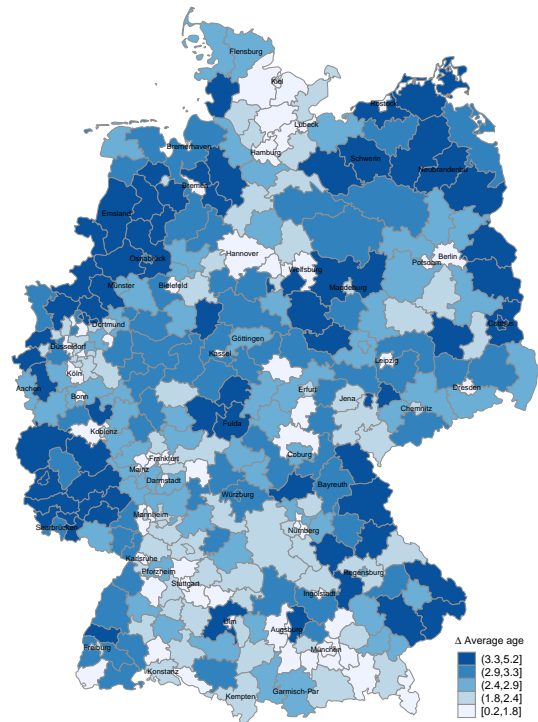 Flensburg
Kiel
Rostock
Lübeck
Hamburg
Bremerhaven
Schwerin
Neubrandenbu
Bremen
Emsland
Hannover
Berlin
Osnabrück
Potsdam
Wolfsburg
Münster
Bielefeld
Magdeburg
Cottbus
Dortmund
Göttingen
Düsseldorf
Kassel
Leipzig
Köln
Aachen
Erfurt
Dresden
Bonn
Jena
Chemnitz
Koblenz
Fulda
Frankfurt
Coburg
Mainz
Darmstadt
Bayreuth
Würzburg
Mannheim
Saarbrücken
Nürnberg
Karlsruhe
Pforzheim
Regensburg
Stuttgart
Ingolstadt
Ulm
Augsburg
Freiburg
München
Konstanz
Garmisch-Par
Kempten
Δ Average age
(3.3,5.2]
(2.9,3.3]
(2.4,2.9]
(1.8,2.4]
[0.2,1.8]